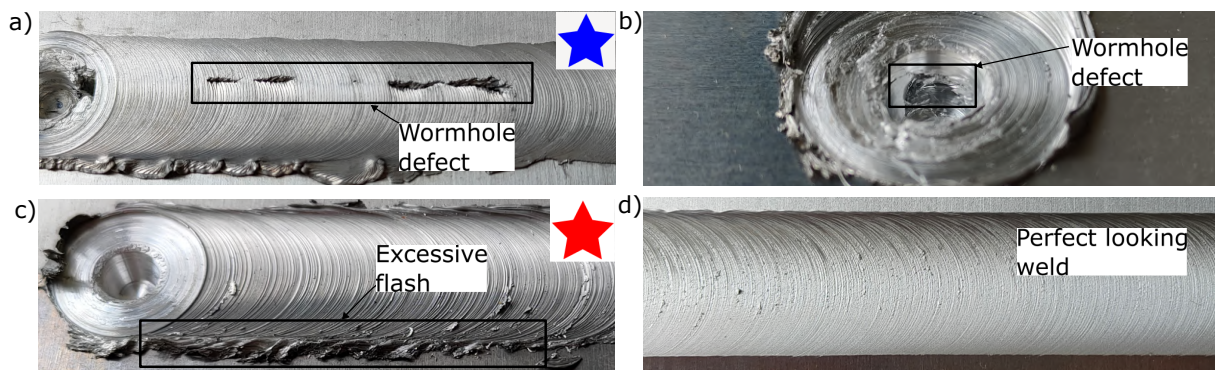 a)
Wormhole
defect
b)
Wormhole
defect
c)
Excessive
flash
d)
Perfect looking
weld